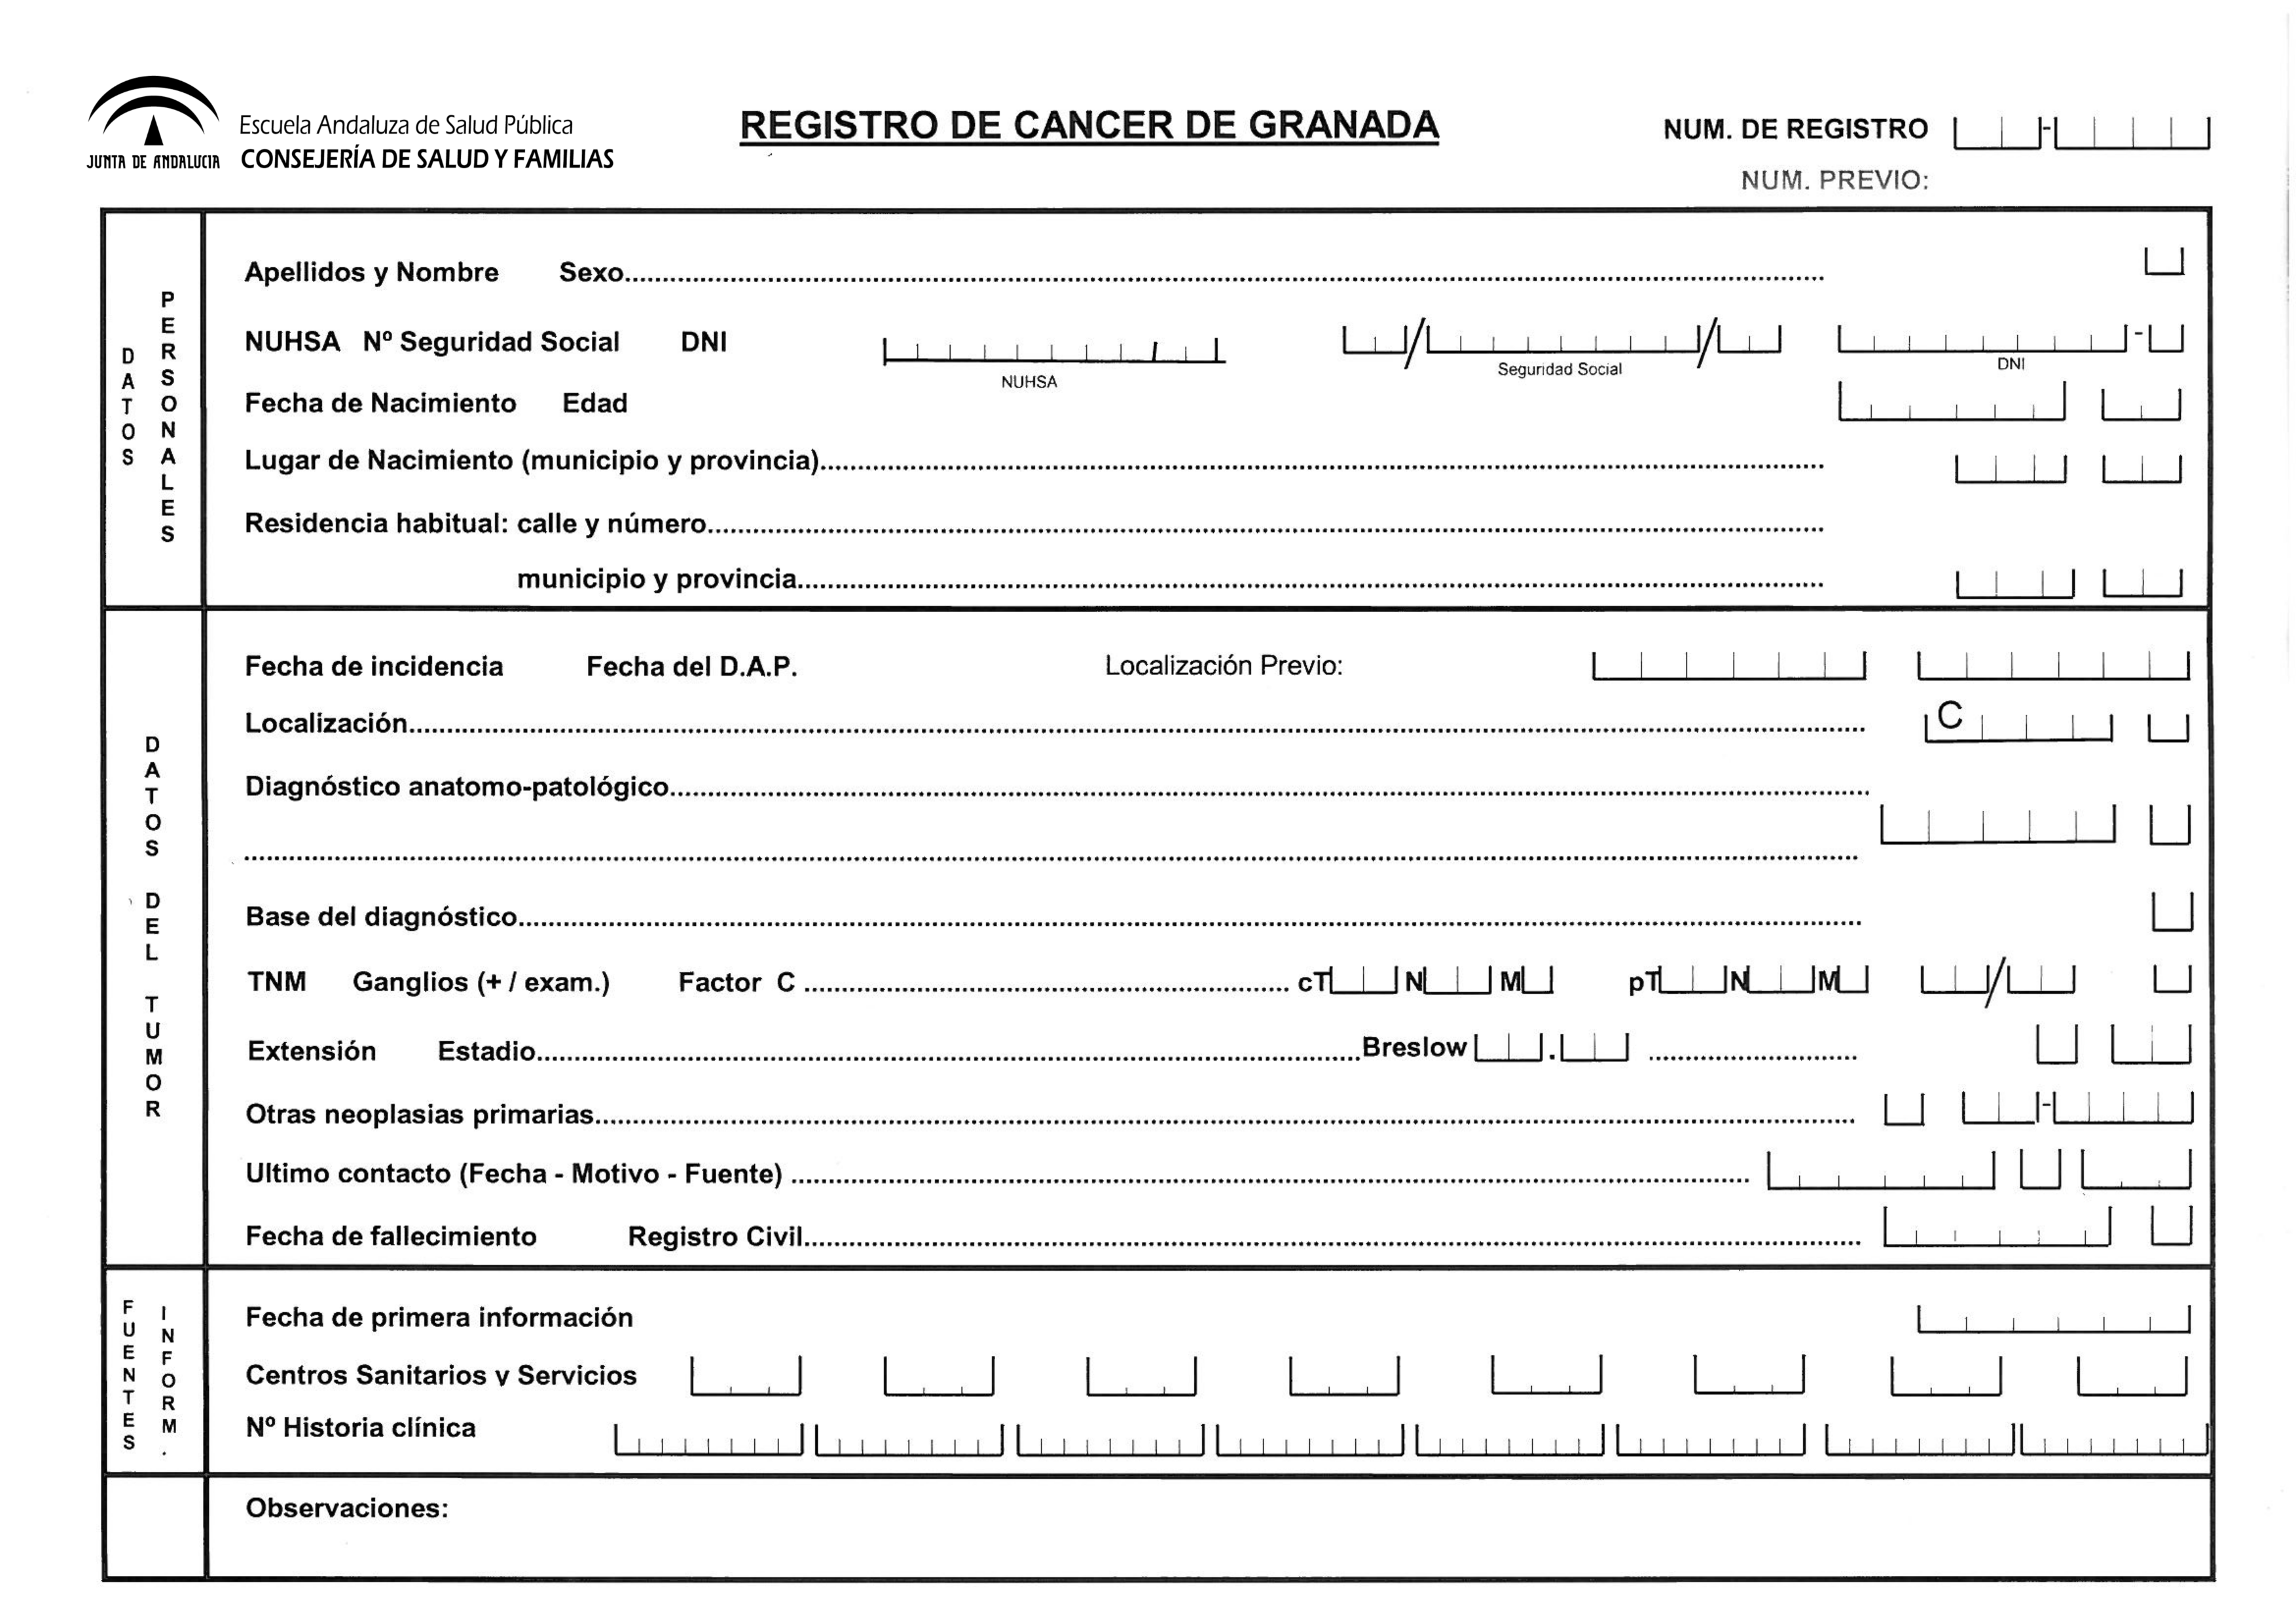 JUNTA DE ANDALUCIA
Escuela Andaluza de Salud Pública
CONSEJERÍA DE SALUD Y FAMILIAS
REGISTRO DE CANCER DE GRANADA
NUM. DE REGISTRO
NUM. PREVIO:
DATOS PERSONALES
Apellidos y Nombre Sexo
NUHSA Nº Seguridad Social DNI
NUHSA
Seguridad Social
DNI
Fecha de Nacimiento Edad
Lugar de Nacimiento (municipio y provincia)
Residencia habitual: calle y número
municipio y provincia
DATOS DEL TUMOR
Fecha de incidencia Fecha del D.A.P. Localización Previo:
Localización C
Diagnóstico anatomo-patológico
Base del diagnóstico
TNM Ganglios (+ / exam.) Factor C cT N M pT N M /
Extensión Estadio Breslow .
Otras neoplasias primarias -
Ultimo contacto (Fecha - Motivo - Fuente)
Fecha de fallecimiento Registro Civil
FUENTES INFORM.
Fecha de primera información
Centros Sanitarios y Servicios
Nº Historia clínica
Observaciones: